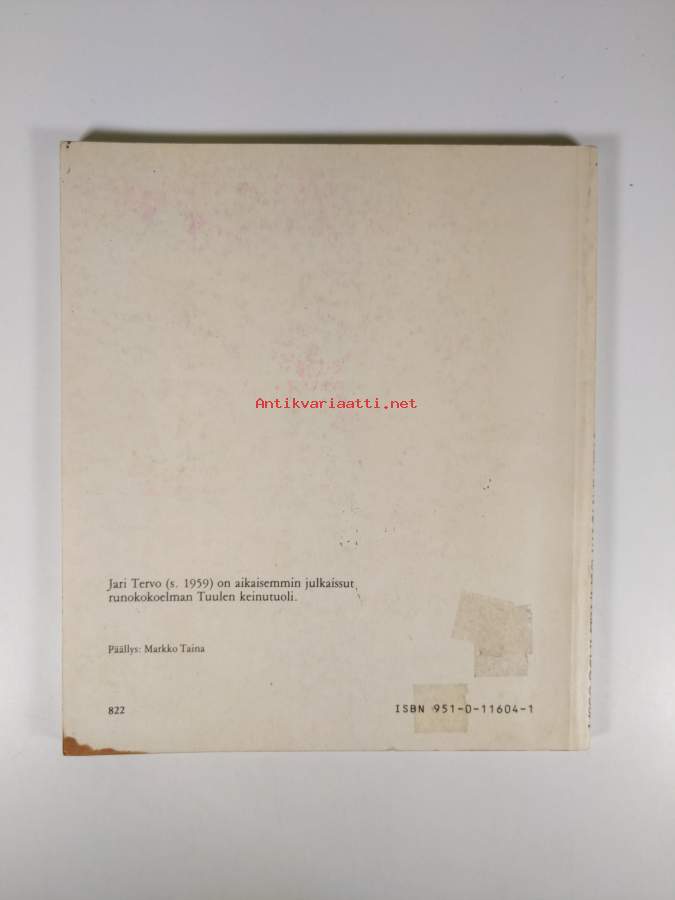 Antikvariaatti.net
Jari Tervo (s. 1959) on aikaisemmin julkaissut
runokokoelman Tuulen keinutuoli.
Päällys: Markko Taina
822
ISBN 951-0-11604-1